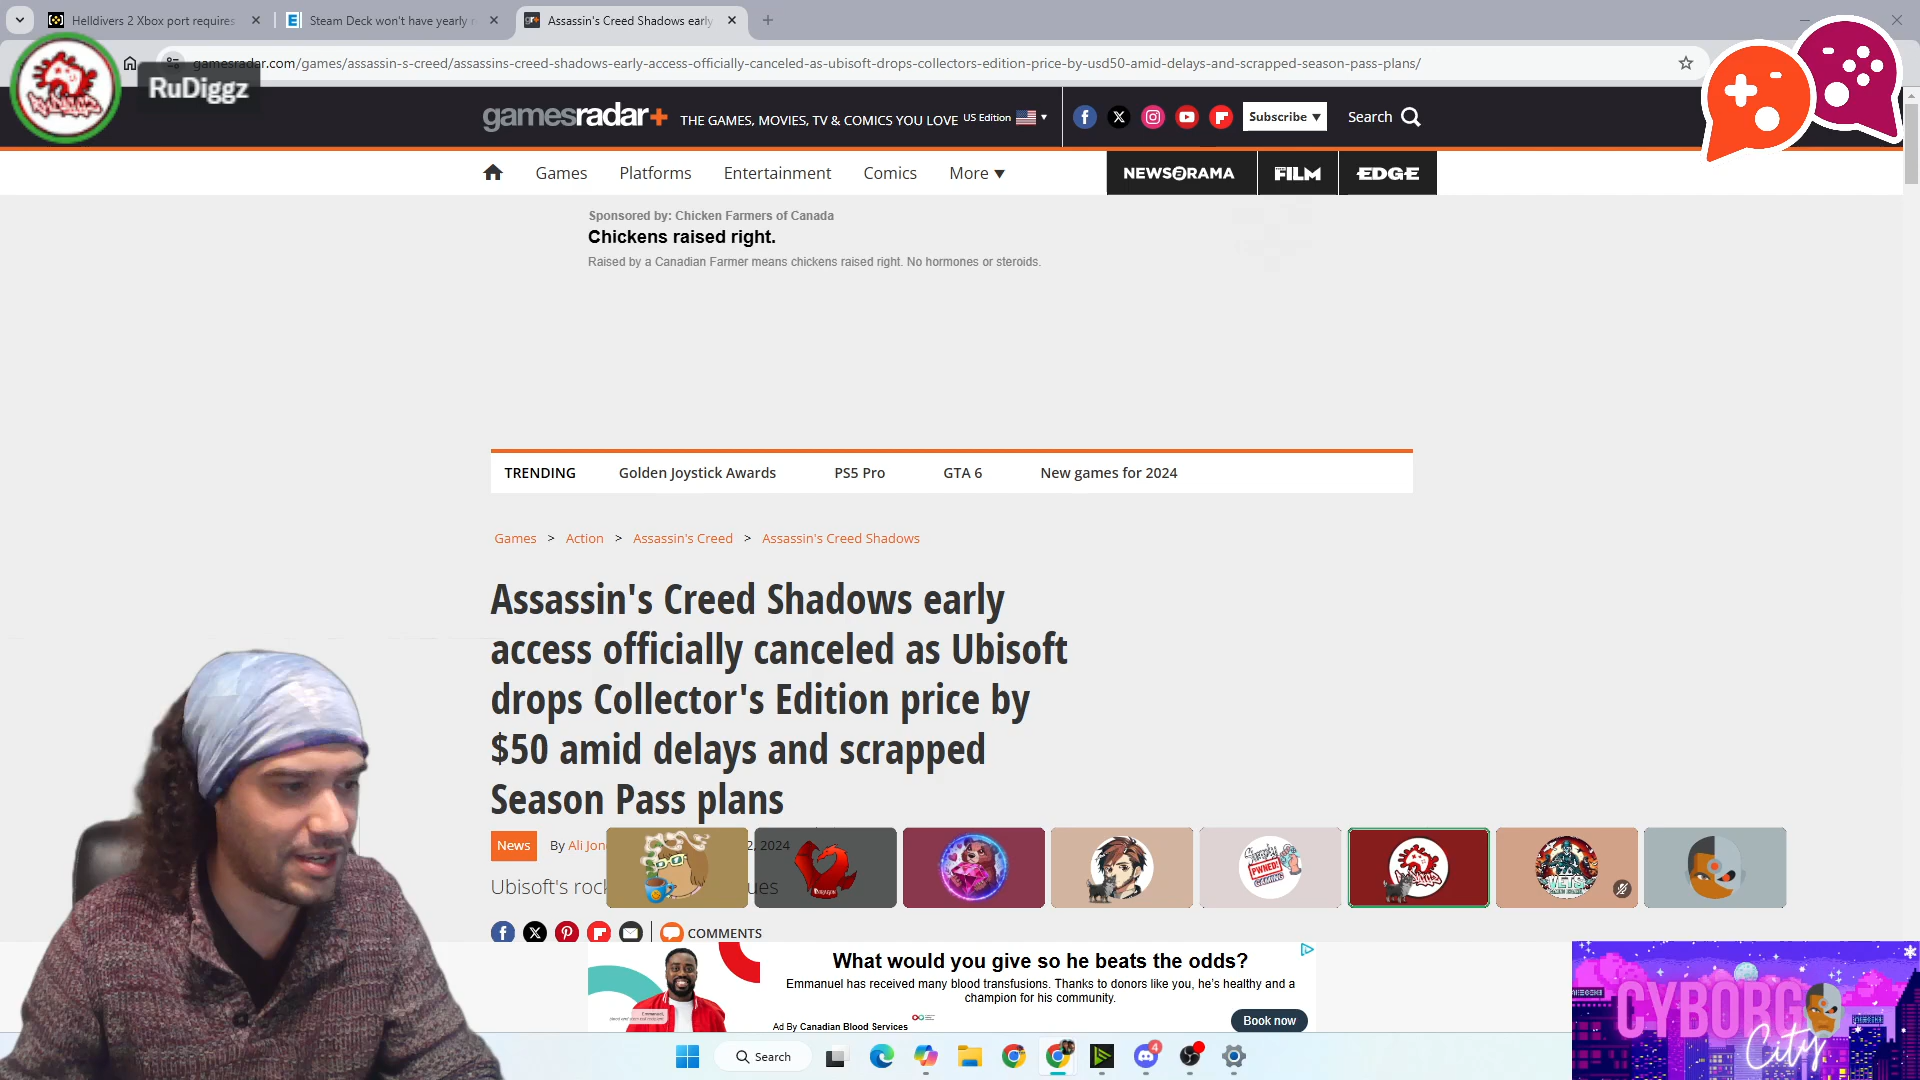 Helldivers 2 Xbox port requires
Steam Deck won't have yearly
Assassin's Creed Shadows early
gamesradar.com/games/assassin-s-creed/assassins-creed-shadows-early-access-officially-canceled-as-ubisoft-drops-collectors-edition-price-by-usd50-amid-delays-and-scrapped-season-pass-plans/
RuDiggz
gamesradar+ THE GAMES, MOVIES, TV & COMICS YOU LOVE US Edition Subscribe ▼ Search
Games Platforms Entertainment Comics More ▼ NEWSRAMA FILM EDGE
Sponsored by: Chicken Farmers of Canada
Chickens raised right.
Raised by a Canadian Farmer means chickens raised right. No hormones or steroids.
TRENDING Golden Joystick Awards PS5 Pro GTA 6 New games for 2024
Games > Action > Assassin's Creed > Assassin's Creed Shadows
Assassin's Creed Shadows early
access officially canceled as Ubisoft
drops Collector's Edition price by
$50 amid delays and scrapped
Season Pass plans
News By Ali Jon 2, 2024
Ubisoft's roc ues
COMMENTS
What would you give so he beats the odds?
Emmanuel has received many blood transfusions. Thanks to donors like you, he's healthy and a
champion for his community.
Ad By Canadian Blood Services
Book now
CYBORG
City
Search
4